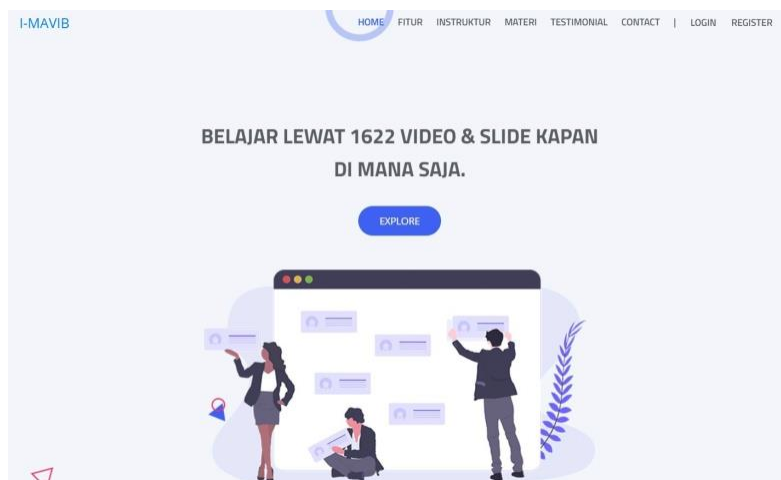 I-MAVIB
HOME FITUR INSTRUKTUR MATERI TESTIMONIAL CONTACT | LOGIN REGISTER
BELAJAR LEWAT 1622 VIDEO & SLIDE KAPAN
DI MANA SAJA.
EXPLORE